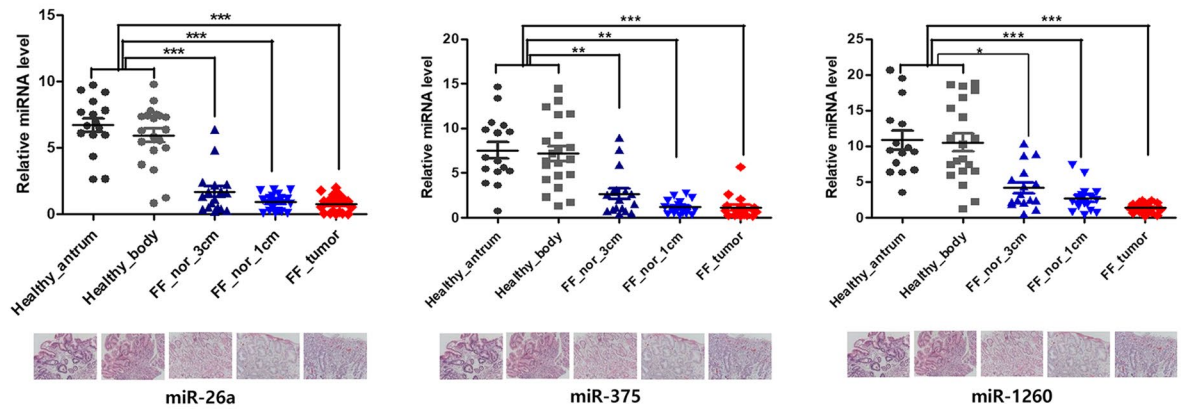 Relative miRNA level
15
10
5
0
***
***
***
Healthy_antrum
Healthy_body
FF_nor_3cm
FF_nor_1cm
FF_tumor
miR-26a
Relative miRNA level
20
15
10
5
0
***
**
**
Healthy_antrum
Healthy_body
FF_nor_3cm
FF_nor_1cm
FF_tumor
miR-375
Relative miRNA level
25
20
15
10
5
0
***
***
*
Healthy_antrum
Healthy_body
FF_nor_3cm
FF_nor_1cm
FF_tumor
miR-1260